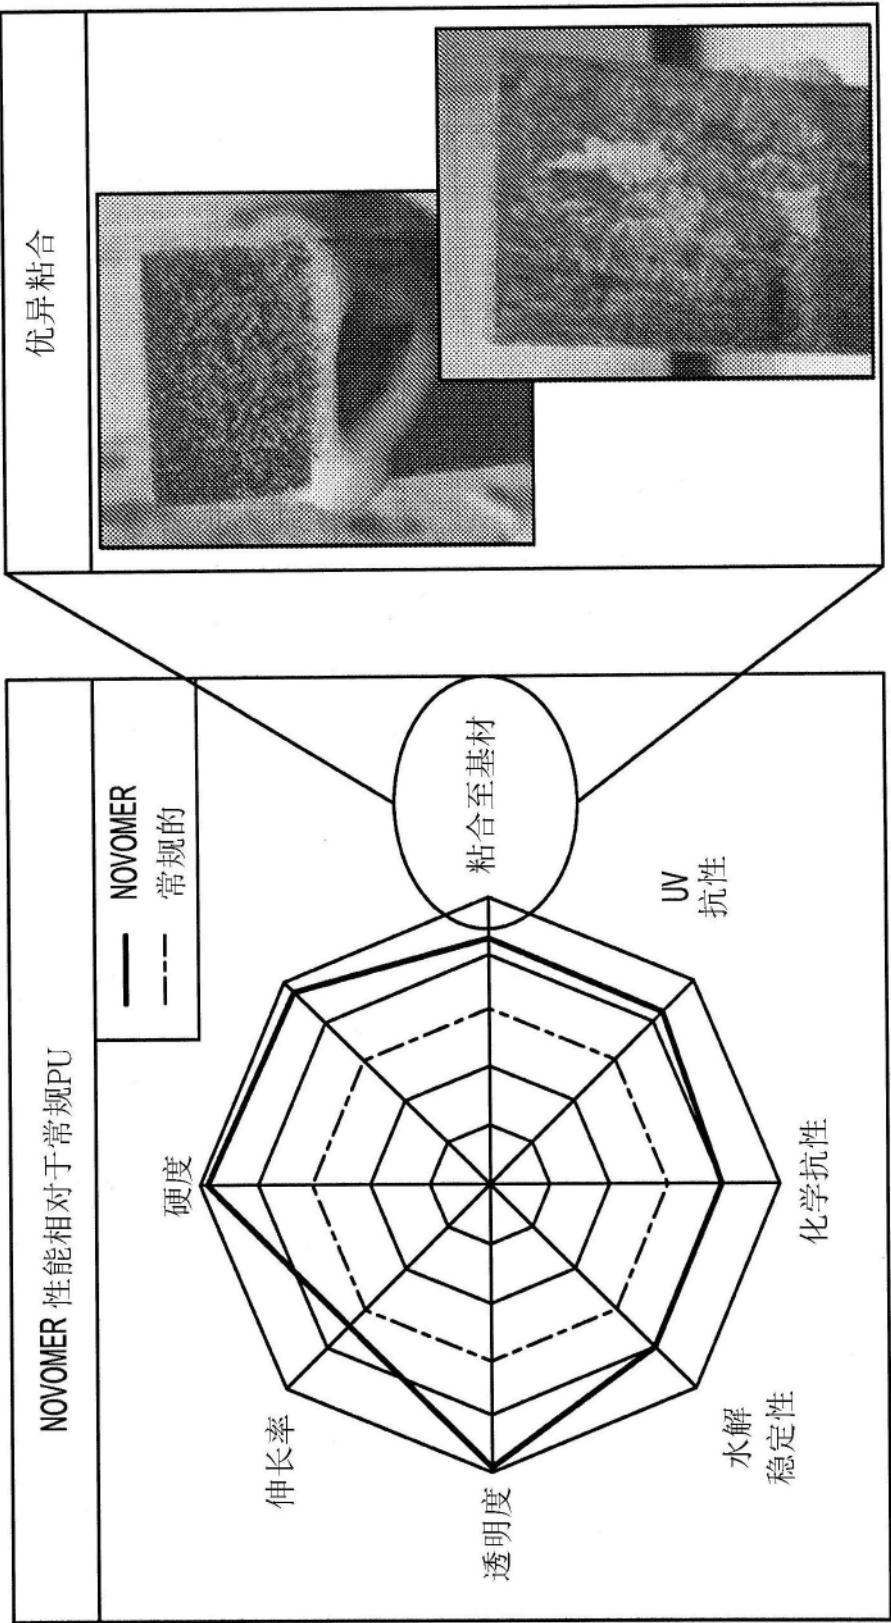 NOVOMER 性能相对于常规PU
NOVOMER
常规的
硬度
伸长率
粘合至基材
透明度
UV
抗性
水解
稳定性
化学抗性
优异粘合